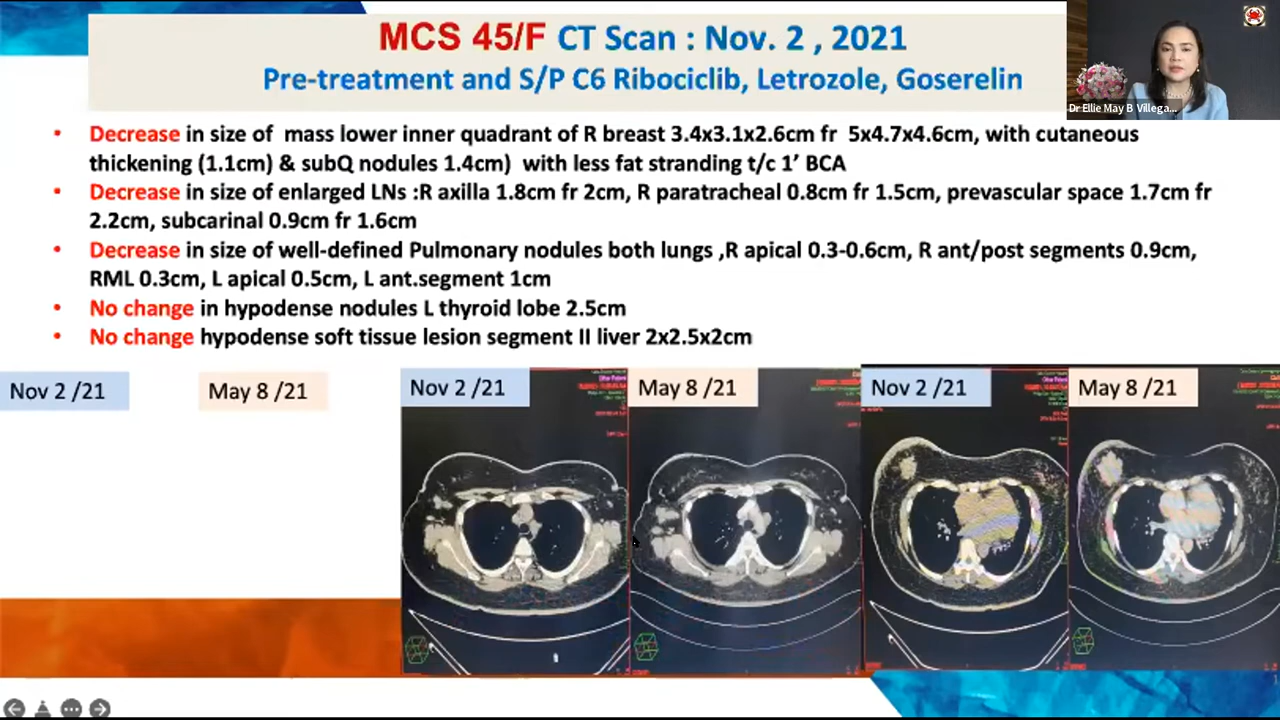 MCS 45/F CT Scan : Nov. 2 , 2021
Pre-treatment and S/P C6 Ribociclib, Letrozole, Goserelin
Dr Ellie May B Villega...
• Decrease in size of mass lower inner quadrant of R breast 3.4x3.1x2.6cm fr 5x4.7x4.6cm, with cutaneous
thickening (1.1cm) & subQ nodules 1.4cm) with less fat stranding t/c 1’ BCA
• Decrease in size of enlarged LNs :R axilla 1.8cm fr 2cm, R paratracheal 0.8cm fr 1.5cm, prevascular space 1.7cm fr
2.2cm, subcarinal 0.9cm fr 1.6cm
• Decrease in size of well-defined Pulmonary nodules both lungs ,R apical 0.3-0.6cm, R ant/post segments 0.9cm,
RML 0.3cm, L apical 0.5cm, L ant.segment 1cm
• No change in hypodense nodules L thyroid lobe 2.5cm
• No change hypodense soft tissue lesion segment II liver 2x2.5x2cm
Nov 2 /21
May 8 /21
Nov 2 /21
May 8 /21
Nov 2 /21
May 8 /21